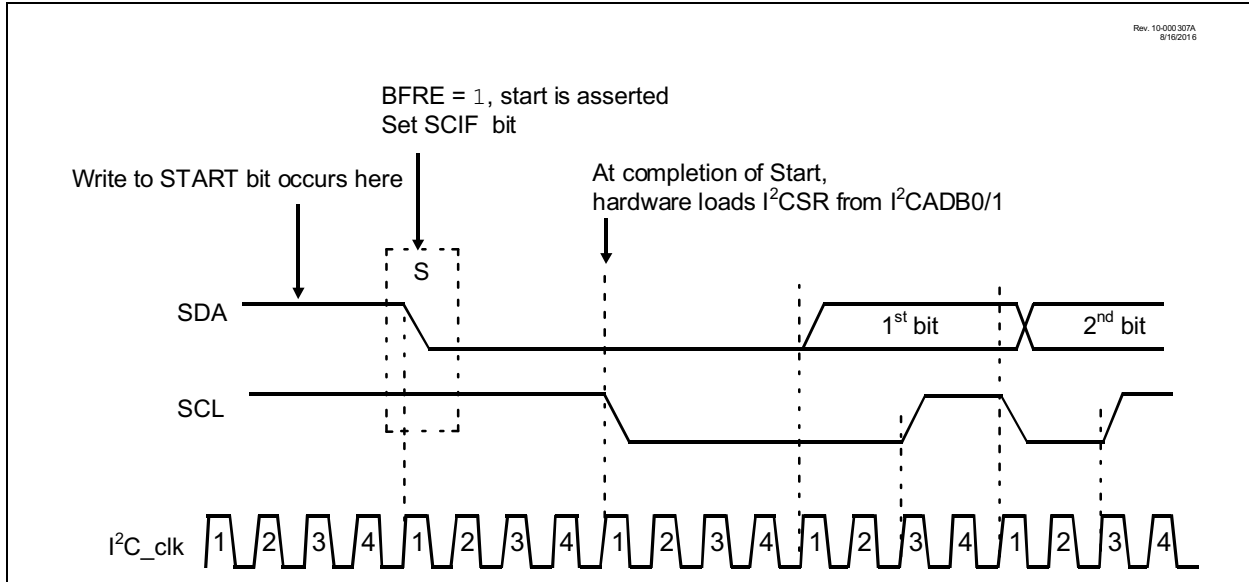 Rev. 10-000307A
8/16/2016
BFRE = 1, start is asserted
Set SCIF bit
Write to START bit occurs here
At completion of Start,
hardware loads I²CSR from I²CADB0/1
S
SDA
1st bit
2nd bit
SCL
I²C_clk 1 2 3 4 1 2 3 4 1 2 3 4 1 2 3 4 1 2 3 4